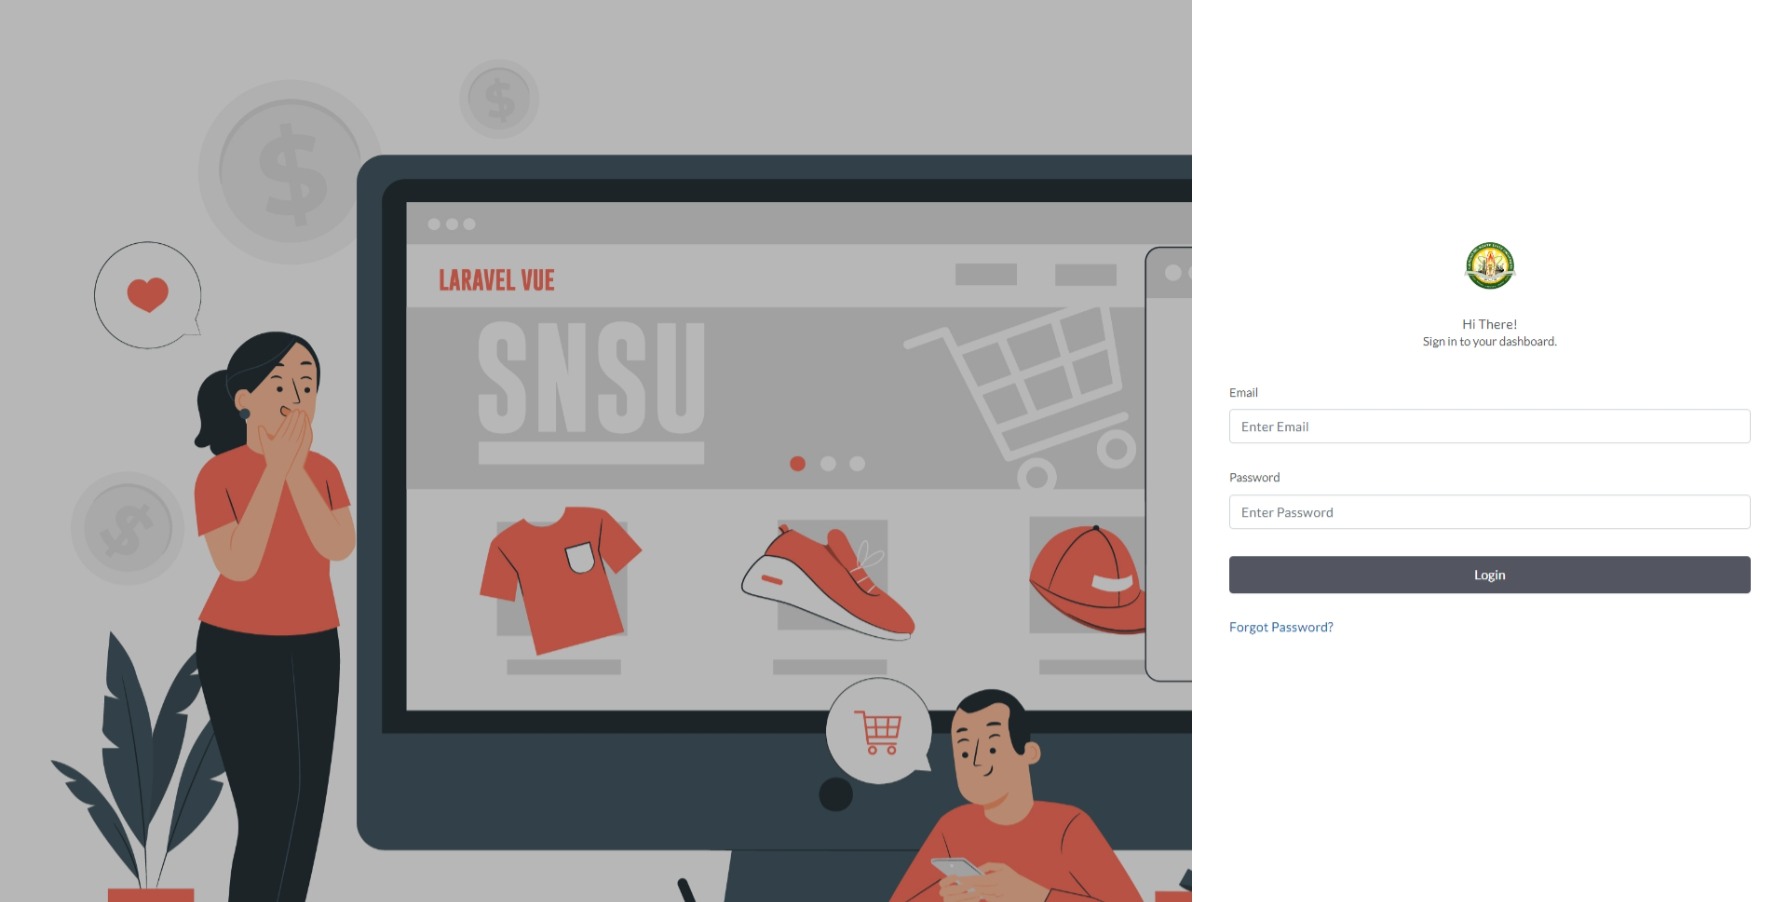 LARAVEL VUE
SNSU
Hi There!
Sign in to your dashboard.
Email
Enter Email
Password
Enter Password
Login
Forgot Password?